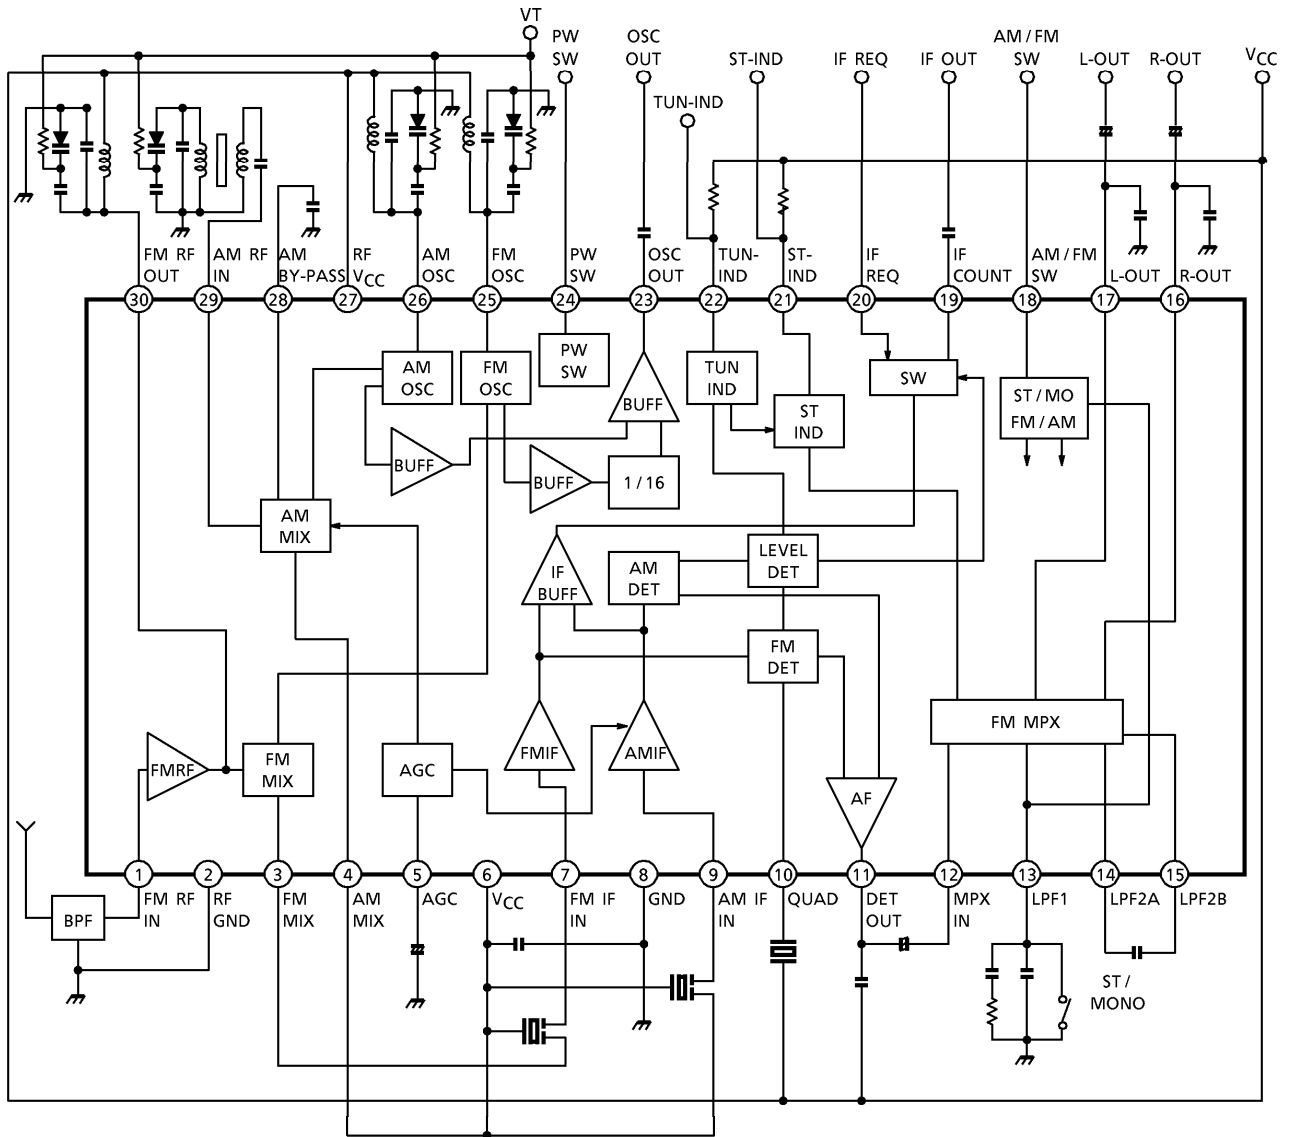 VT
PW
SW
OSC
OUT
ST-IND
IF REQ
IF OUT
AM / FM
SW
L-OUT
R-OUT
VCC
TUN-IND
FM RF
OUT
AM RF
IN
AM
BY-PASS
RF
VCC
AM
OSC
FM
OSC
PW
SW
OSC
OUT
TUN-
IND
ST-
IND
IF
REQ
IF
COUNT
AM / FM
SW
L-OUT
R-OUT
30
29
28
27
26
25
24
23
22
21
20
19
18
17
16
AM
OSC
FM
OSC
PW
SW
BUFF
TUN
IND
ST
IND
SW
ST / MO
FM / AM
BUFF
BUFF
1 / 16
AM
MIX
IF
BUFF
AM
DET
LEVEL
DET
FM
DET
FM MPX
FMRF
FM
MIX
AGC
FMIF
AMIF
AF
1
2
3
4
5
6
7
8
9
10
11
12
13
14
15
BPF
FM RF
IN
RF
GND
FM
MIX
AM
MIX
AGC
VCC
FM IF
IN
GND
AM IF
IN
QUAD
DET
OUT
MPX
IN
LPF1
LPF2A
LPF2B
ST /
MONO